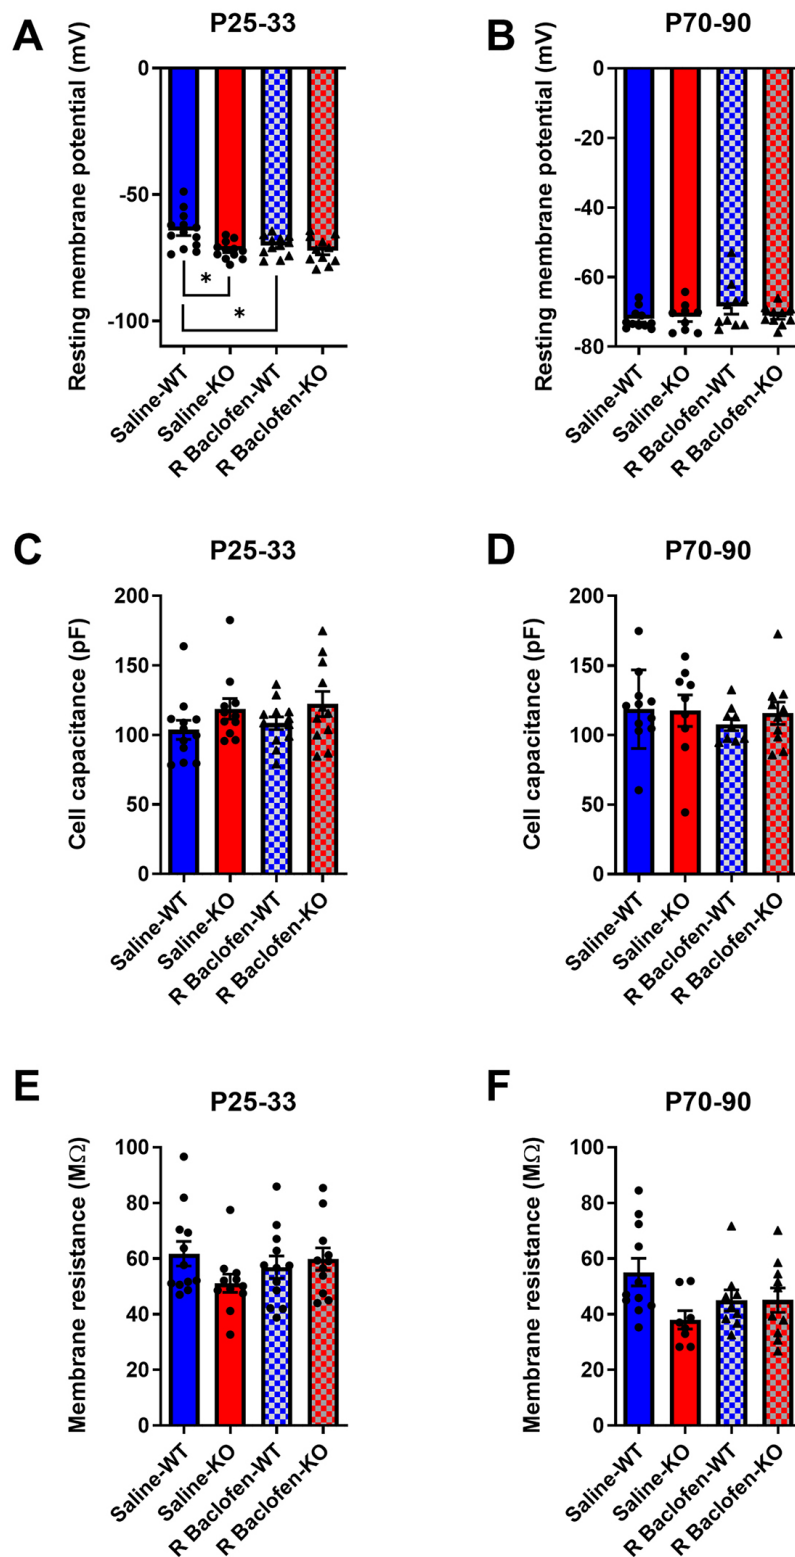 A
P25-33
Resting membrane potential (mV)
0
-50
-100
*
*
Saline-WT
Saline-KO
R Baclofen-WT
R Baclofen-KO
B
P70-90
Resting membrane potential (mV)
0
-20
-40
-60
-80
Saline-WT
Saline-KO
R Baclofen-WT
R Baclofen-KO
C
P25-33
Cell capacitance (pF)
200
150
100
50
0
Saline-WT
Saline-KO
R Baclofen-WT
R Baclofen-KO
D
P70-90
Cell capacitance (pF)
200
150
100
50
0
Saline-WT
Saline-KO
R Baclofen-WT
R Baclofen-KO
E
P25-33
Membrane resistance (MΩ)
100
80
60
40
20
0
Saline-WT
Saline-KO
R Baclofen-WT
R Baclofen-KO
F
P70-90
Membrane resistance (MΩ)
100
80
60
40
20
0
Saline-WT
Saline-KO
R Baclofen-WT
R Baclofen-KO